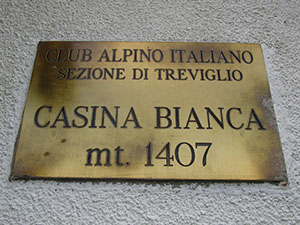 CLUB ALPINO ITALIANO
SEZIONE DI TREVIGLIO
CASINA BIANCA
mt. 1407